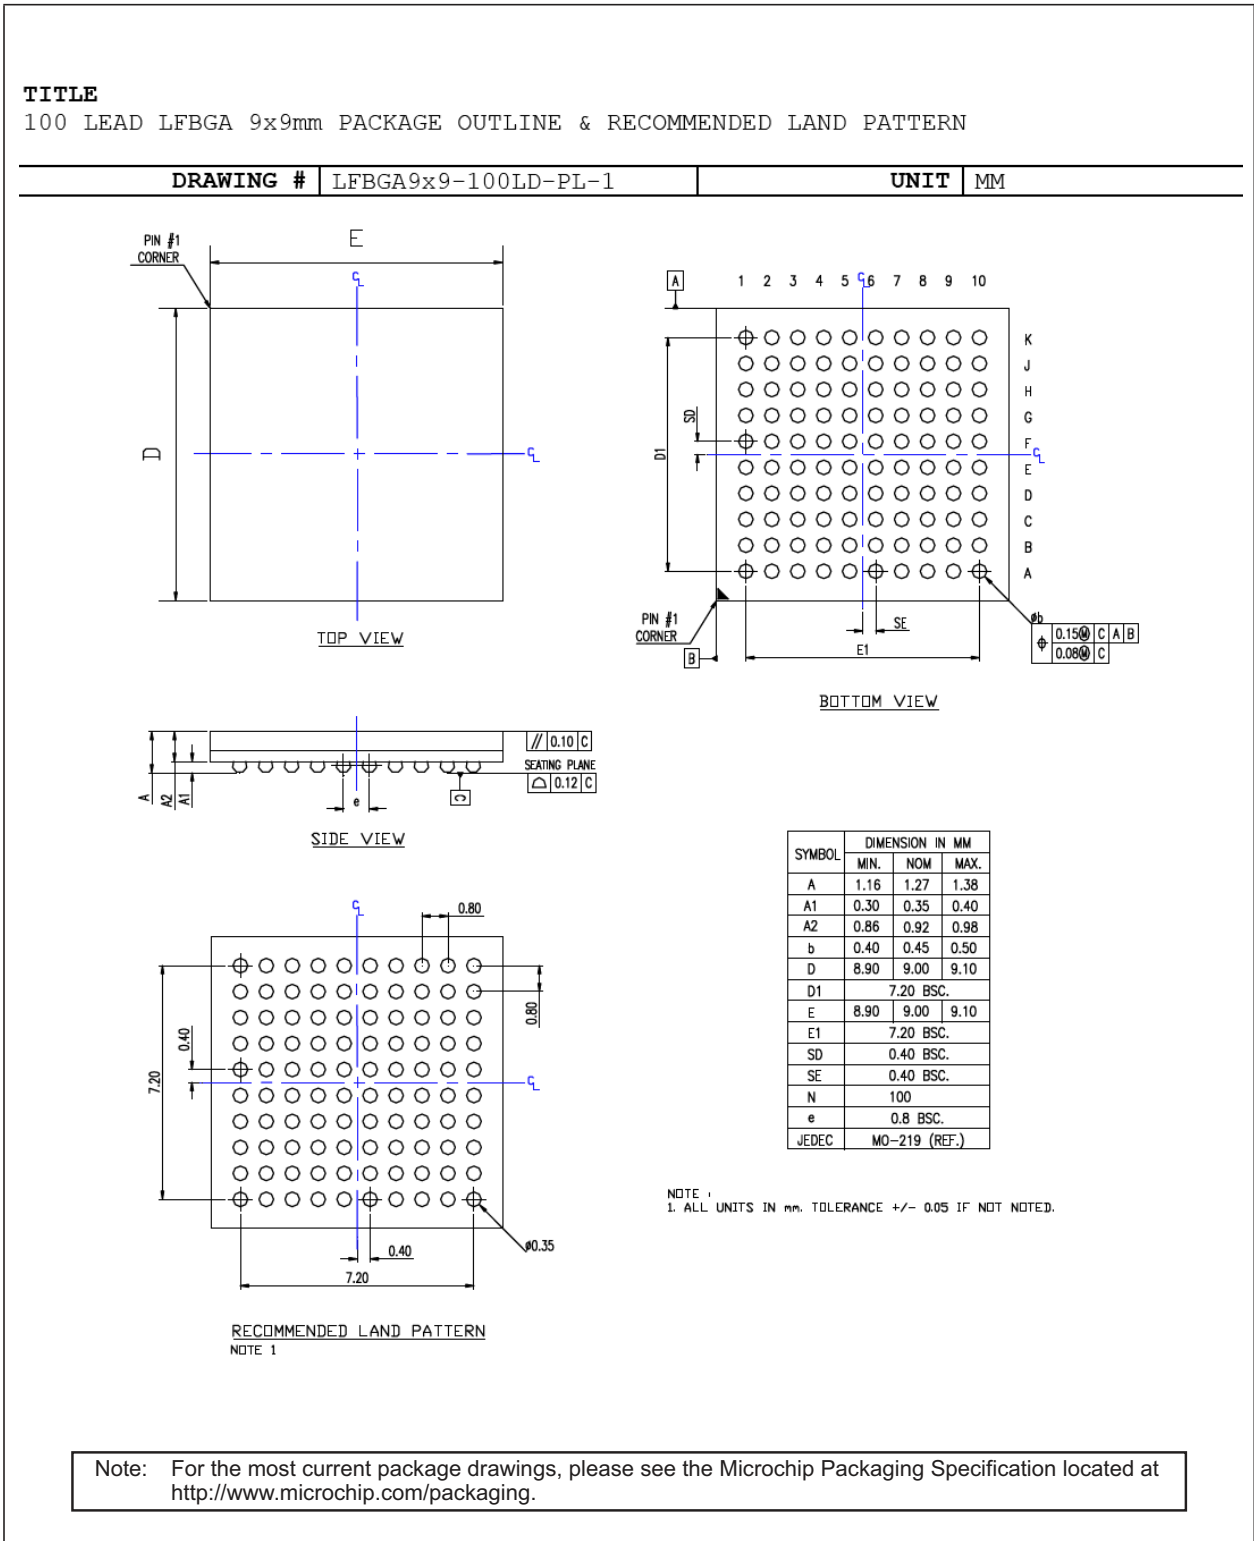 TITLE
100 LEAD LFBGA 9x9mm PACKAGE OUTLINE & RECOMMENDED LAND PATTERN
DRAWING # LFBGA9x9-100LD-PL-1 UNIT MM
PIN #1
CORNER
E
D
TOP VIEW
A
1 2 3 4 5 6 7 8 9 10
K
J
H
G
F
E
D
C
B
A
SD
D1
PIN #1
CORNER
B
SE
E1
øb
0.15Ⓜ C A B
0.08Ⓜ C
BOTTOM VIEW
// 0.10 C
SEATING PLANE
0.12 C
A
A2
A1
e
C
SIDE VIEW
SYMBOL DIMENSION IN MM
MIN. NOM MAX.
A 1.16 1.27 1.38
A1 0.30 0.35 0.40
A2 0.86 0.92 0.98
b 0.40 0.45 0.50
D 8.90 9.00 9.10
D1 7.20 BSC.
E 8.90 9.00 9.10
E1 7.20 BSC.
SD 0.40 BSC.
SE 0.40 BSC.
N 100
e 0.8 BSC.
JEDEC MO-219 (REF.)
0.80
0.80
0.40
7.20
0.40
7.20
ø0.35
RECOMMENDED LAND PATTERN
NOTE 1
NOTE :
1. ALL UNITS IN mm. TOLERANCE +/- 0.05 IF NOT NOTED.
Note: For the most current package drawings, please see the Microchip Packaging Specification located at
http://www.microchip.com/packaging.